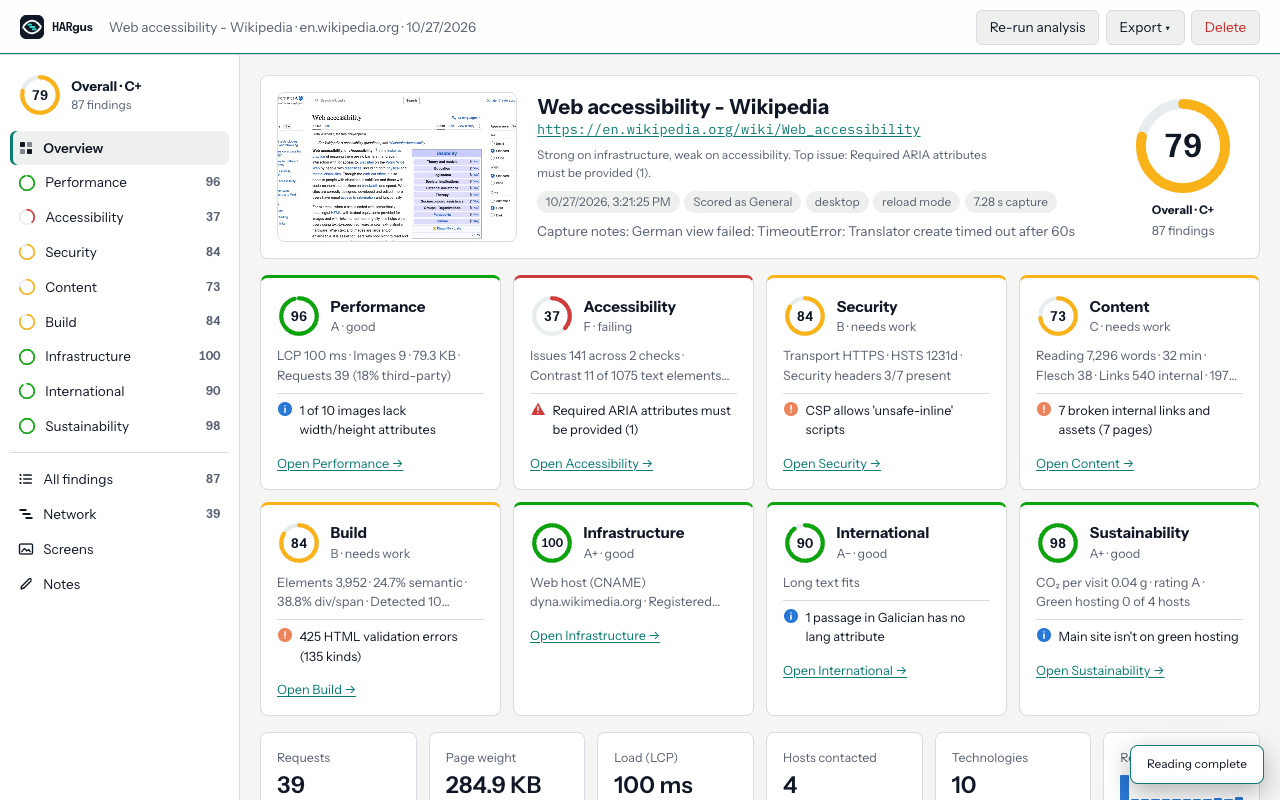 HARgus
Web accessibility – Wikipedia · en.wikipedia.org · 10/27/2026
Re-run analysis
Export ▾
Delete
79
Overall · C+
87 findings
Overview
Performance 96
Accessibility 37
Security 84
Content 73
Build 84
Infrastructure 100
International 90
Sustainability 98
All findings 87
Network 39
Screens
Notes
Web accessibility
Disability
Web accessibility - Wikipedia
https://en.wikipedia.org/wiki/Web_accessibility
Strong on infrastructure, weak on accessibility. Top issue: Required ARIA attributes
must be provided (1).
10/27/2026, 3:21:25 PM
Scored as General
desktop
reload mode
7.28 s capture
Capture notes: German view failed: TimeoutError: Translator create timed out after 60s
79
Overall · C+
87 findings
96
Performance
A · good
LCP 100 ms · Images 9 · 79.3 KB ·
Requests 39 (18% third-party)
1 of 10 images lack
width/height attributes
Open Performance →
37
Accessibility
F · failing
Issues 141 across 2 checks ·
Contrast 11 of 1075 text elements…
Required ARIA attributes must
be provided (1)
Open Accessibility →
84
Security
B · needs work
Transport HTTPS · HSTS 1231d ·
Security headers 3/7 present
CSP allows 'unsafe-inline'
scripts
Open Security →
73
Content
C · needs work
Reading 7,296 words · 32 min ·
Flesch 38 · Links 540 internal · 197…
7 broken internal links and
assets (7 pages)
Open Content →
84
Build
B · needs work
Elements 3,952 · 24.7% semantic ·
38.8% div/span · Detected 10…
425 HTML validation errors
(135 kinds)
Open Build →
100
Infrastructure
A+ · good
Web host (CNAME)
dyna.wikimedia.org · Registered…
Open Infrastructure →
90
International
A− · good
Long text fits
1 passage in Galician has no
lang attribute
Open International →
98
Sustainability
A+ · good
CO₂ per visit 0.04 g · rating A ·
Green hosting 0 of 4 hosts
Main site isn't on green hosting
Open Sustainability →
Requests
39
Page weight
284.9 KB
Load (LCP)
100 ms
Hosts contacted
4
Technologies
10
Reading complete